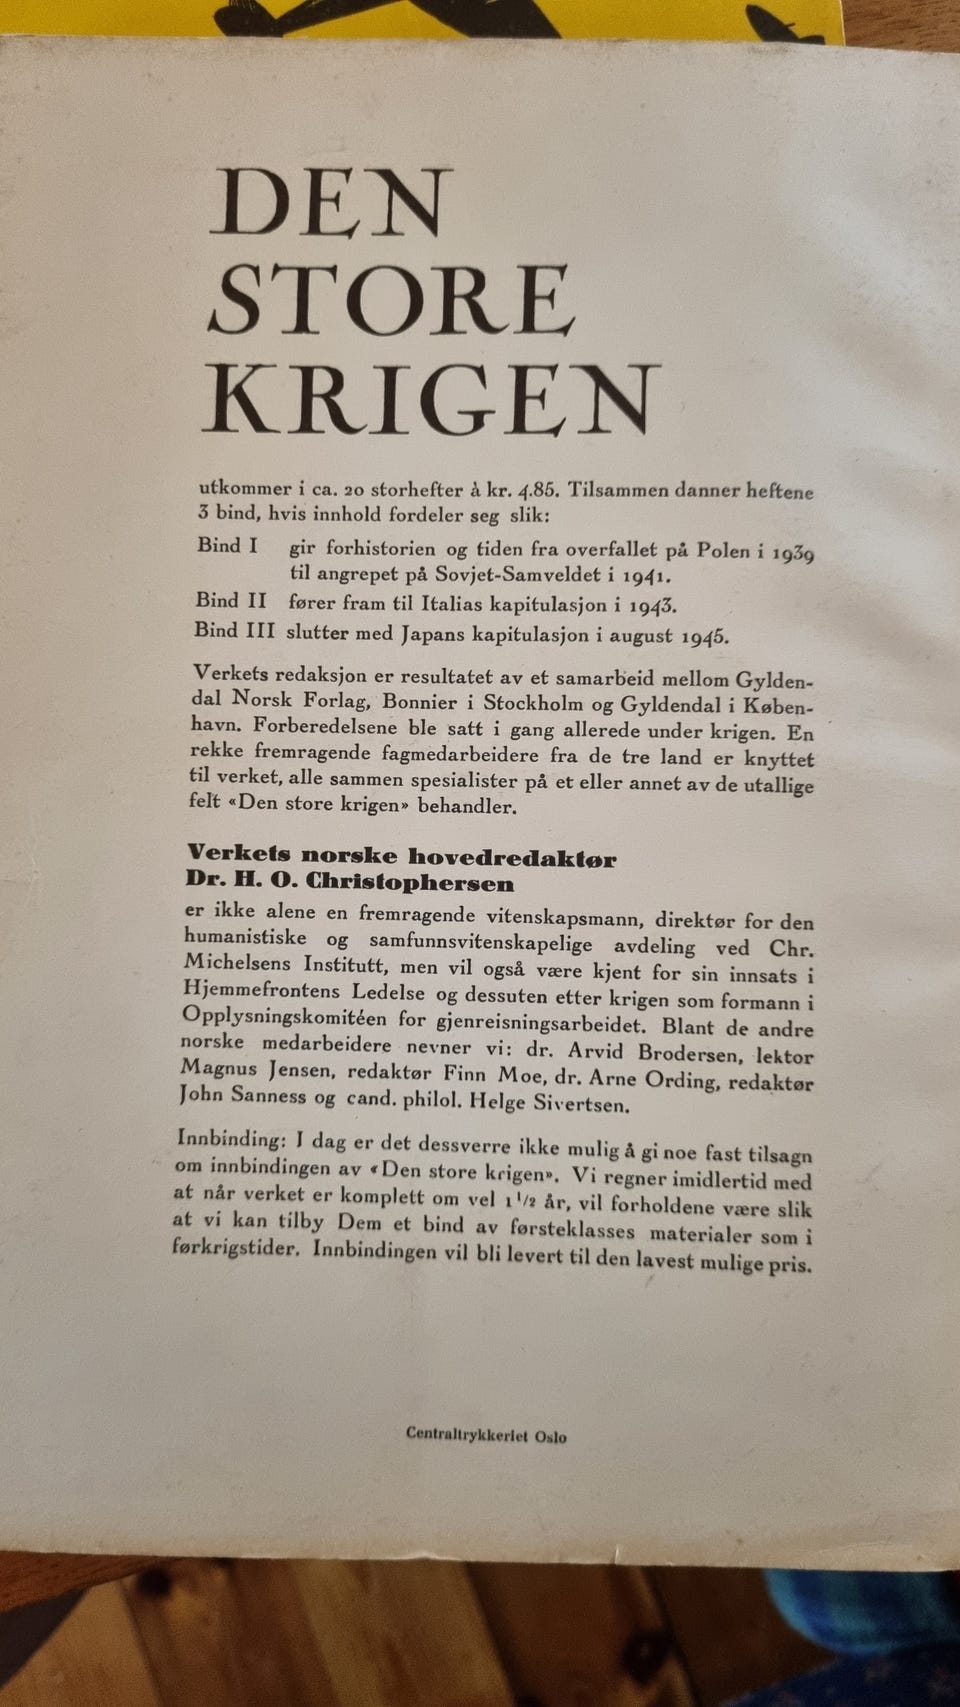 DEN
STORE
KRIGEN
utkommer i ca. 20 storhefter å kr. 4.85. Tilsammen danner heftene
3 bind, hvis innhold fordeler seg slik:
Bind I gir forhistorien og tiden fra overfallet på Polen i 1939
til angrepet på Sovjet-Samveldet i 1941.
Bind II fører fram til Italias kapitulasjon i 1943.
Bind III slutter med Japans kapitulasjon i august 1945.
Verkets redaksjon er resultatet av et samarbeid mellom Gylden-
dal Norsk Forlag, Bonnier i Stockholm og Gyldendal i Køben-
havn. Forberedelsene ble satt i gang allerede under krigen. En
rekke fremragende fagmedarbeidere fra de tre land er knyttet
til verket, alle sammen spesialister på et eller annet av de utallige
felt «Den store krigen» behandler.
Verkets norske hovedredaktør
Dr. H. O. Christophersen
er ikke alene en fremragende vitenskapsmann, direktør for den
humanistiske og samfunnsvitenskapelige avdeling ved Chr.
Michelsens Institutt, men vil også være kjent for sin innsats i
Hjemmefrontens Ledelse og dessuten etter krigen som formann i
Opplysningskomitéen for gjenreisningsarbeidet. Blant de andre
norske medarbeidere nevner vi: dr. Arvid Brodersen, lektor
Magnus Jensen, redaktør Finn Moe, dr. Arne Ording, redaktør
John Sanness og cand. philol. Helge Sivertsen.
Innbinding: I dag er det dessverre ikke mulig å gi noe fast tilsagn
om innbindingen av «Den store krigen». Vi regner imidlertid med
at når verket er komplett om vel 1 1/2 år, vil forholdene være slik
at vi kan tilby Dem et bind av førsteklasses materialer som i
førkrigstider. Innbindingen vil bli levert til den lavest mulige pris.
Centraltrykkeriet Oslo